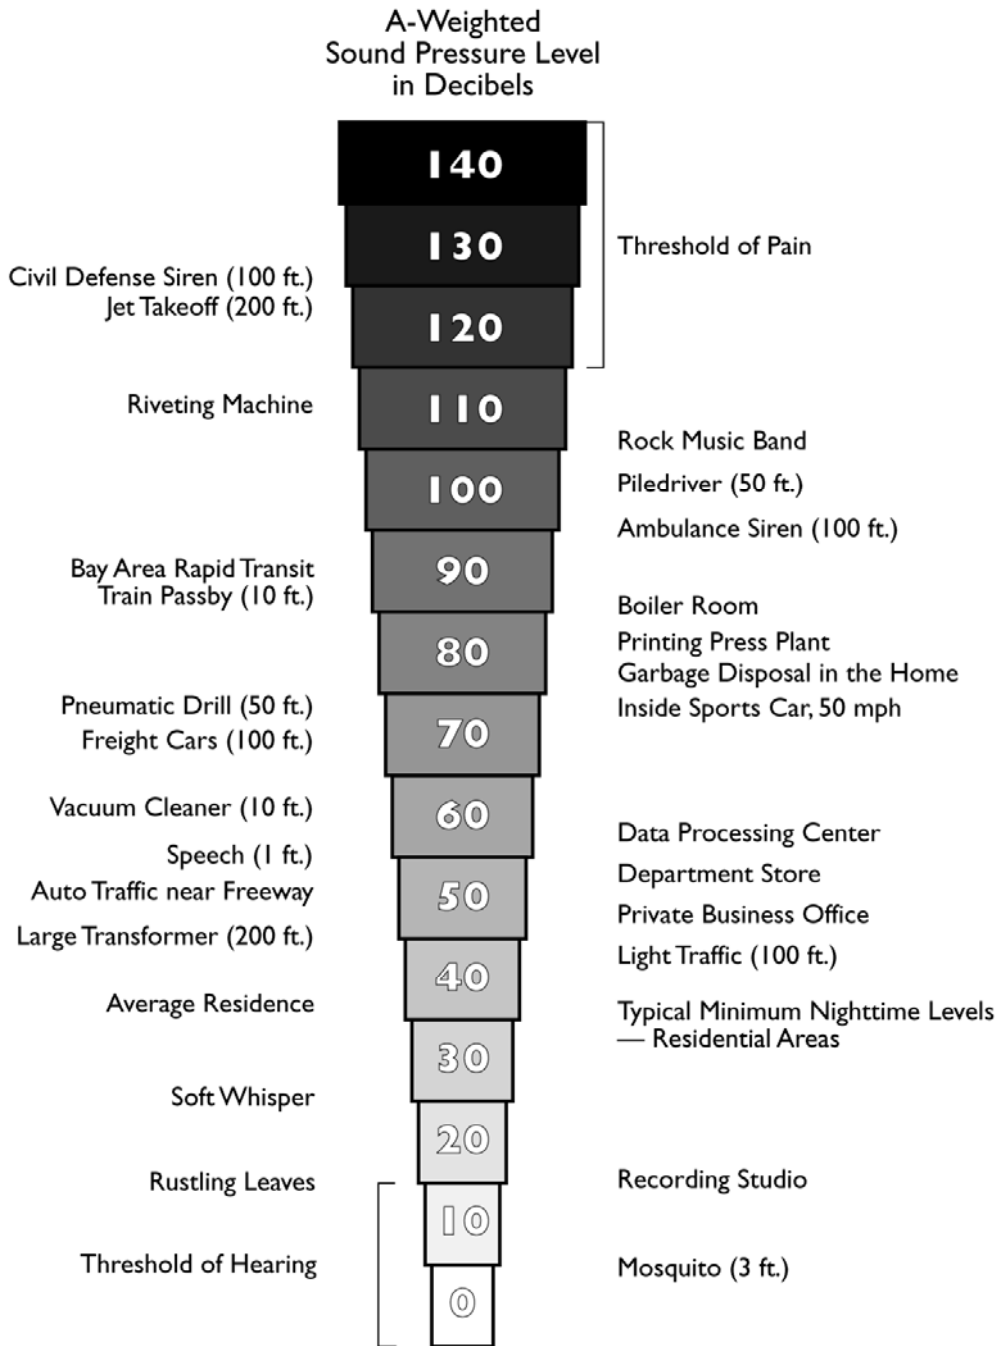 A-Weighted
Sound Pressure Level
in Decibels
140
130
Threshold of Pain
Civil Defense Siren (100 ft.)
Jet Takeoff (200 ft.)
120
Riveting Machine
110
Rock Music Band
100
Piledriver (50 ft.)
Ambulance Siren (100 ft.)
Bay Area Rapid Transit
Train Passby (10 ft.)
90
Boiler Room
80
Printing Press Plant
Garbage Disposal in the Home
Pneumatic Drill (50 ft.)
Inside Sports Car, 50 mph
Freight Cars (100 ft.)
70
Vacuum Cleaner (10 ft.)
60
Data Processing Center
Speech (1 ft.)
Department Store
Auto Traffic near Freeway
50
Private Business Office
Large Transformer (200 ft.)
Light Traffic (100 ft.)
40
Average Residence
Typical Minimum Nighttime Levels
— Residential Areas
30
Soft Whisper
20
Rustling Leaves
Recording Studio
10
Threshold of Hearing
Mosquito (3 ft.)
0